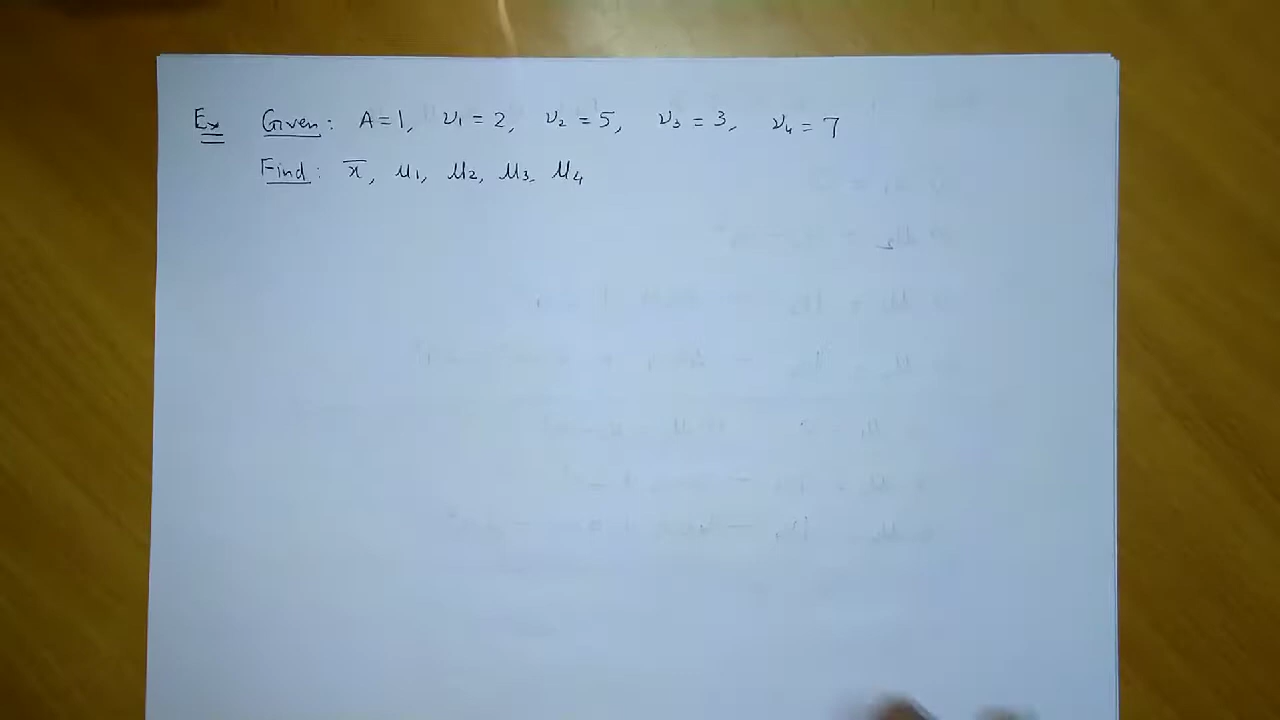 Ex Given: A=1, ν₁ = 2, ν₂ = 5, ν₃ = 3, ν₄ = 7
Find: x̄, μ₁, μ₂, μ₃, μ₄